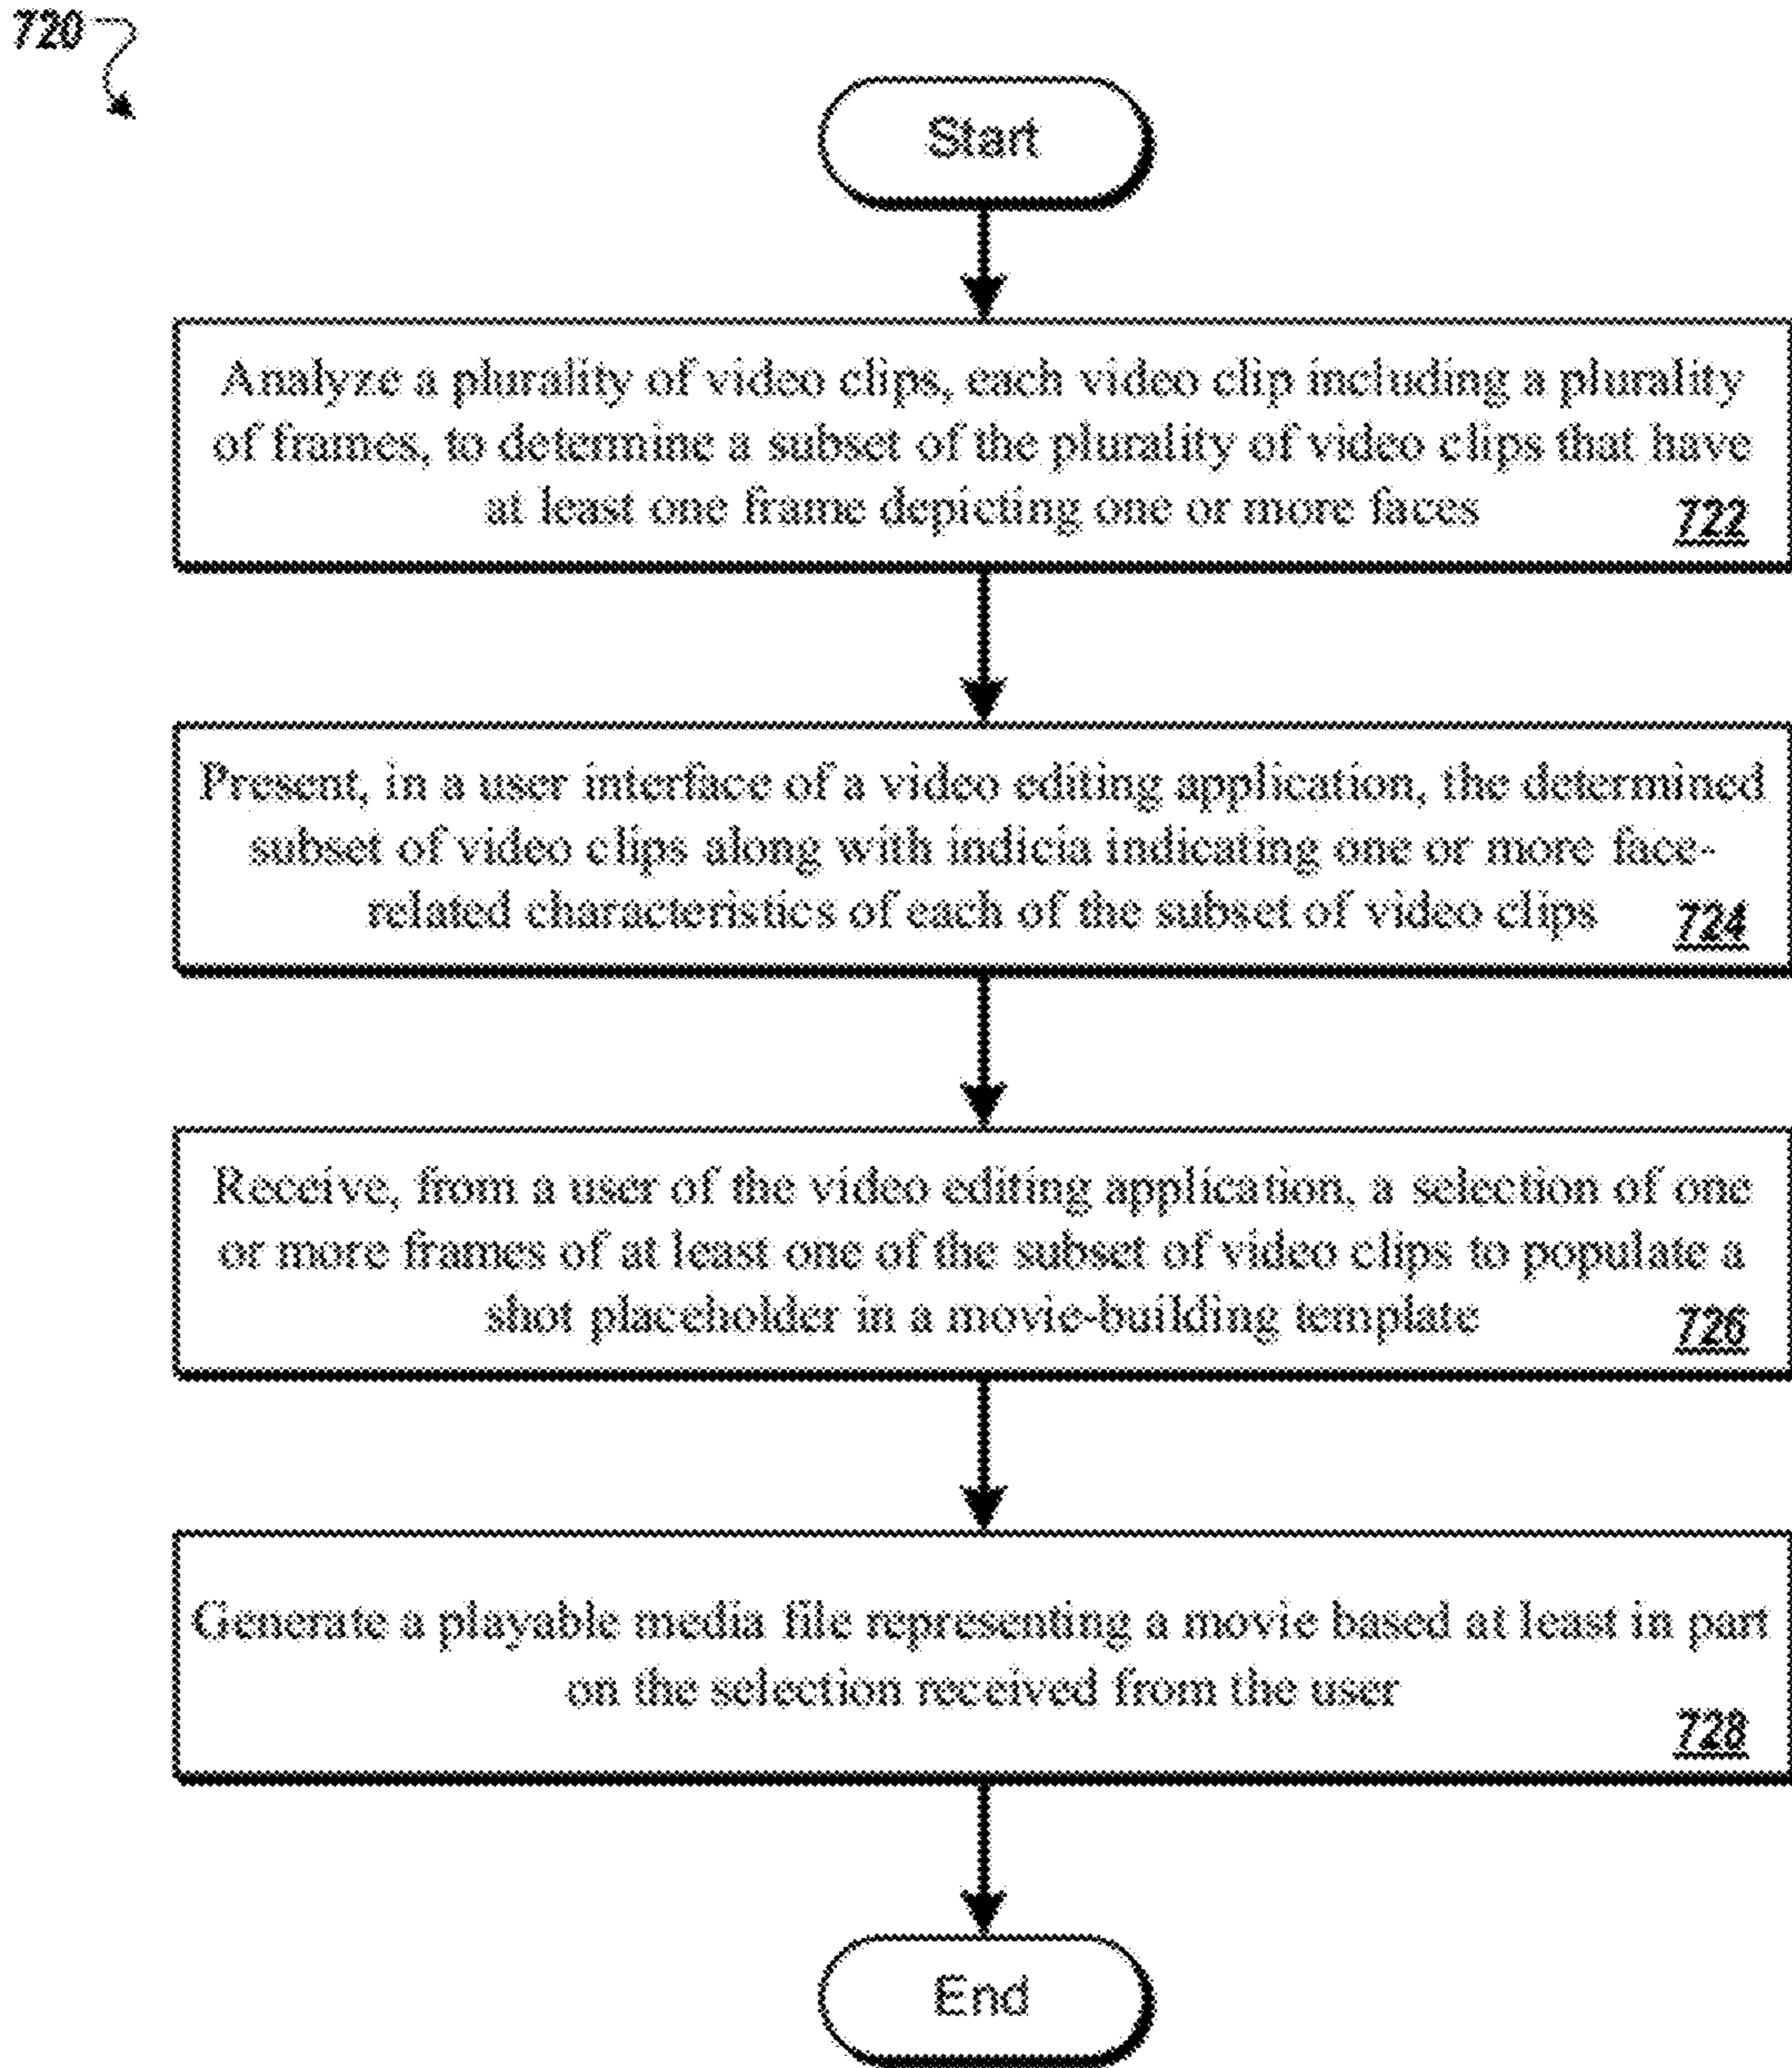 720
Start
Analyze a plurality of video clips, each video clip including a plurality
of frames, to determine a subset of the plurality of video clips that have
at least one frame depicting one or more faces
722
Present, in a user interface of a video editing application, the determined
subset of video clips along with indicia indicating one or more face-
related characteristics of each of the subset of video clips
724
Receive, from a user of the video editing application, a selection of one
or more frames of at least one of the subset of video clips to populate a
shot placeholder in a movie-building template
726
Generate a playable media file representing a movie based at least in part
on the selection received from the user
728
End